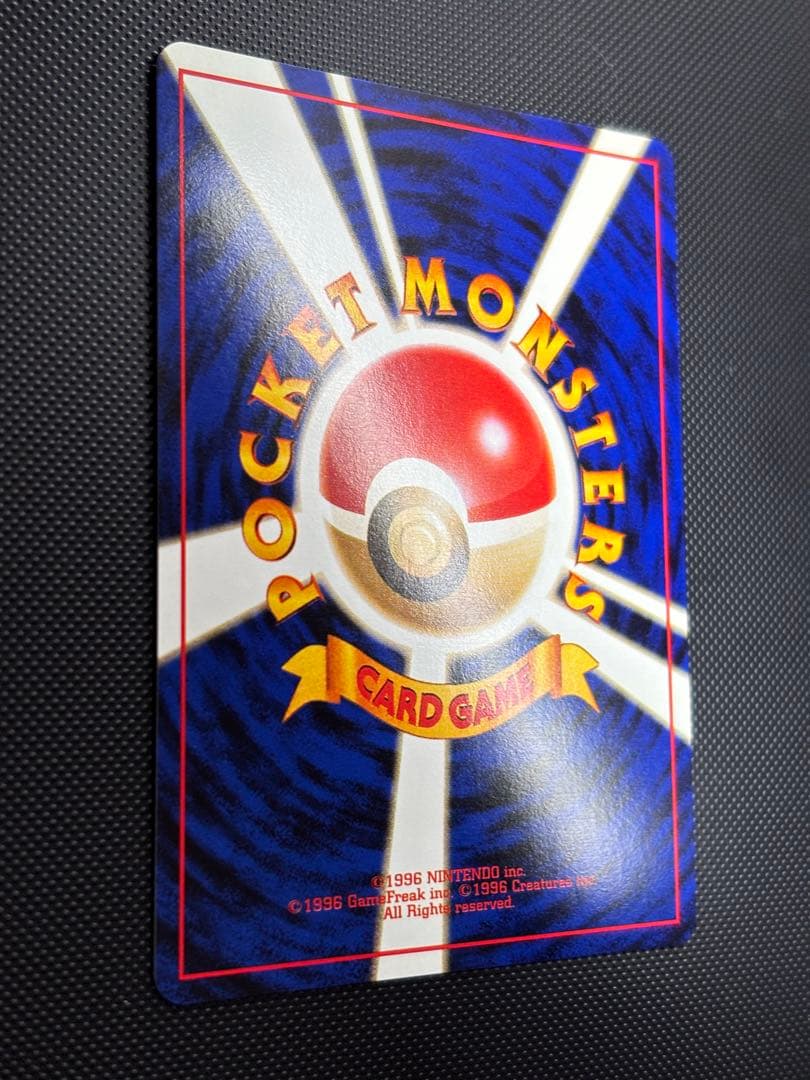 POCKET MONSTERS
CARD GAME
©1996 NINTENDO inc.
©1996 GameFreak inc. ©1996 Creatures inc.
All Rights reserved.